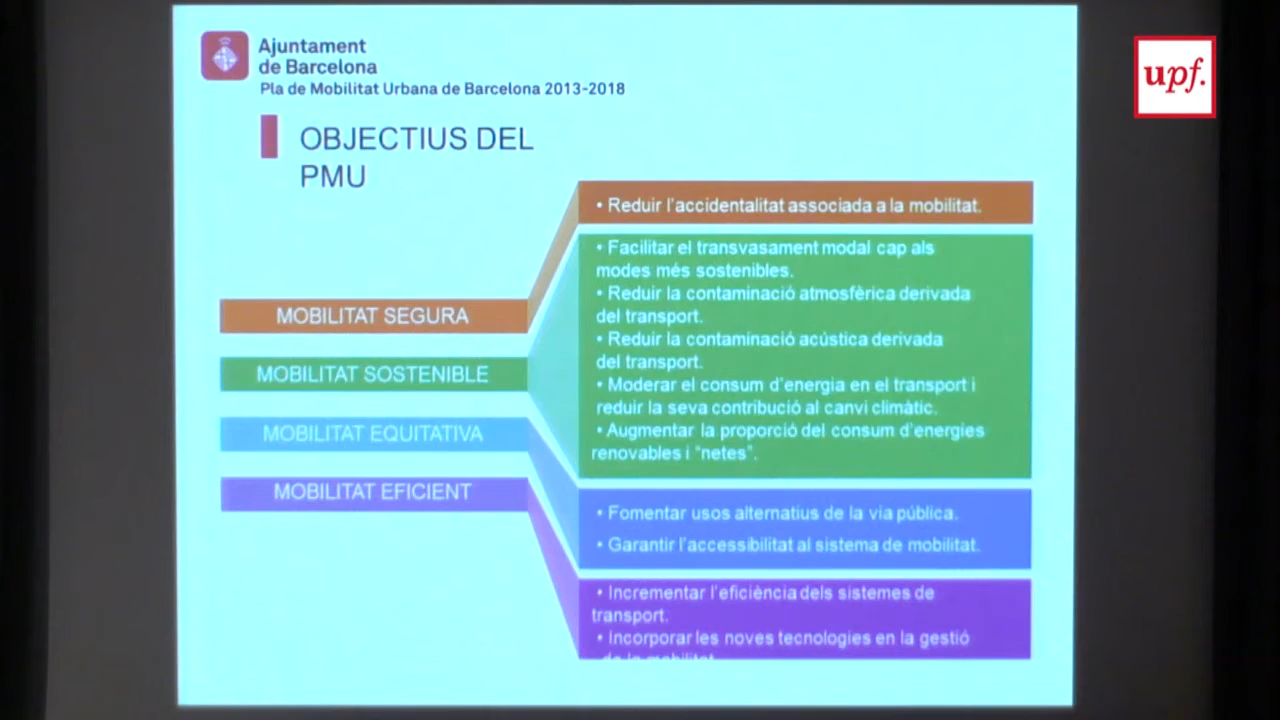 Ajuntament
de Barcelona
Pla de Mobilitat Urbana de Barcelona 2013-2018
upf.
OBJECTIUS DEL
PMU
MOBILITAT SEGURA
MOBILITAT SOSTENIBLE
MOBILITAT EQUITATIVA
MOBILITAT EFICIENT
• Reduir l'accidentalitat associada a la mobilitat.
• Facilitar el transvasament modal cap als
modes més sostenibles.
• Reduir la contaminació atmosfèrica derivada
del transport.
• Reduir la contaminació acústica derivada
del transport.
• Moderar el consum d'energia en el transport i
reduir la seva contribució al canvi climàtic.
• Augmentar la proporció del consum d'energies
renovables i "netes".
• Fomentar usos alternatius de la via pública.
• Garantir l'accessibilitat al sistema de mobilitat.
• Incrementar l'eficiència dels sistemes de
transport.
• Incorporar les noves tecnologies en la gestió
de la mobilitat.